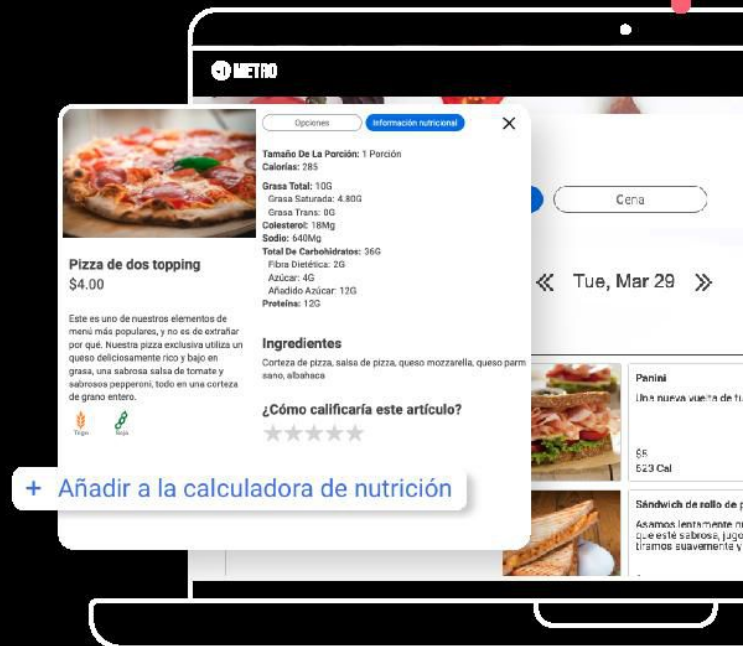 METRO
Opciones
Información nutricional
Tamaño De La Porción: 1 Porción
Calorías: 285
Grasa Total: 10G
Grasa Saturada: 4.80G
Grasa Trans: 0G
Colesterol: 18Mg
Sodio: 640Mg
Total De Carbohidratos: 36G
Fibra Dietética: 2G
Azúcar: 4G
Añadido Azúcar: 12G
Proteína: 12G
Ingredientes
Corteza de pizza, salsa de pizza, queso mozzarella, queso parm
sano, albahaca
¿Cómo calificaría este artículo?
Pizza de dos topping
$4.00
Este es uno de nuestros elementos de
menú más populares, y no es de extrañar
por qué. Nuestra pizza exclusiva utiliza un
queso deliciosamente rico y bajo en
grasa, una sabrosa salsa de tomate y
sabrosos pepperoni, todo en una corteza
de grano entero.
Trigo
Soja
+ Añadir a la calculadora de nutrición
Cena
Tue, Mar 29
Panini
Una nueva vuelta de tu
$5
523 Cal
Sándwich de rollo de p
Asamos lentamente nu
que esté sabrosa, jugo
tiramos suavemente y